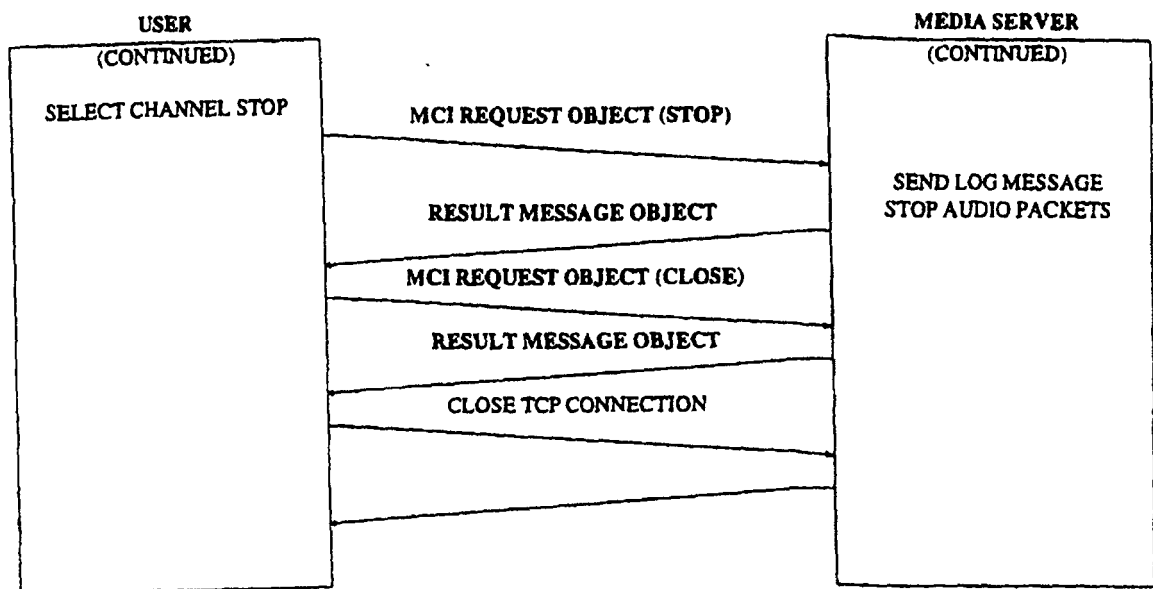 USER
(CONTINUED)
SELECT CHANNEL STOP
MEDIA SERVER
(CONTINUED)
MCI REQUEST OBJECT (STOP)
SEND LOG MESSAGE
STOP AUDIO PACKETS
RESULT MESSAGE OBJECT
MCI REQUEST OBJECT (CLOSE)
RESULT MESSAGE OBJECT
CLOSE TCP CONNECTION